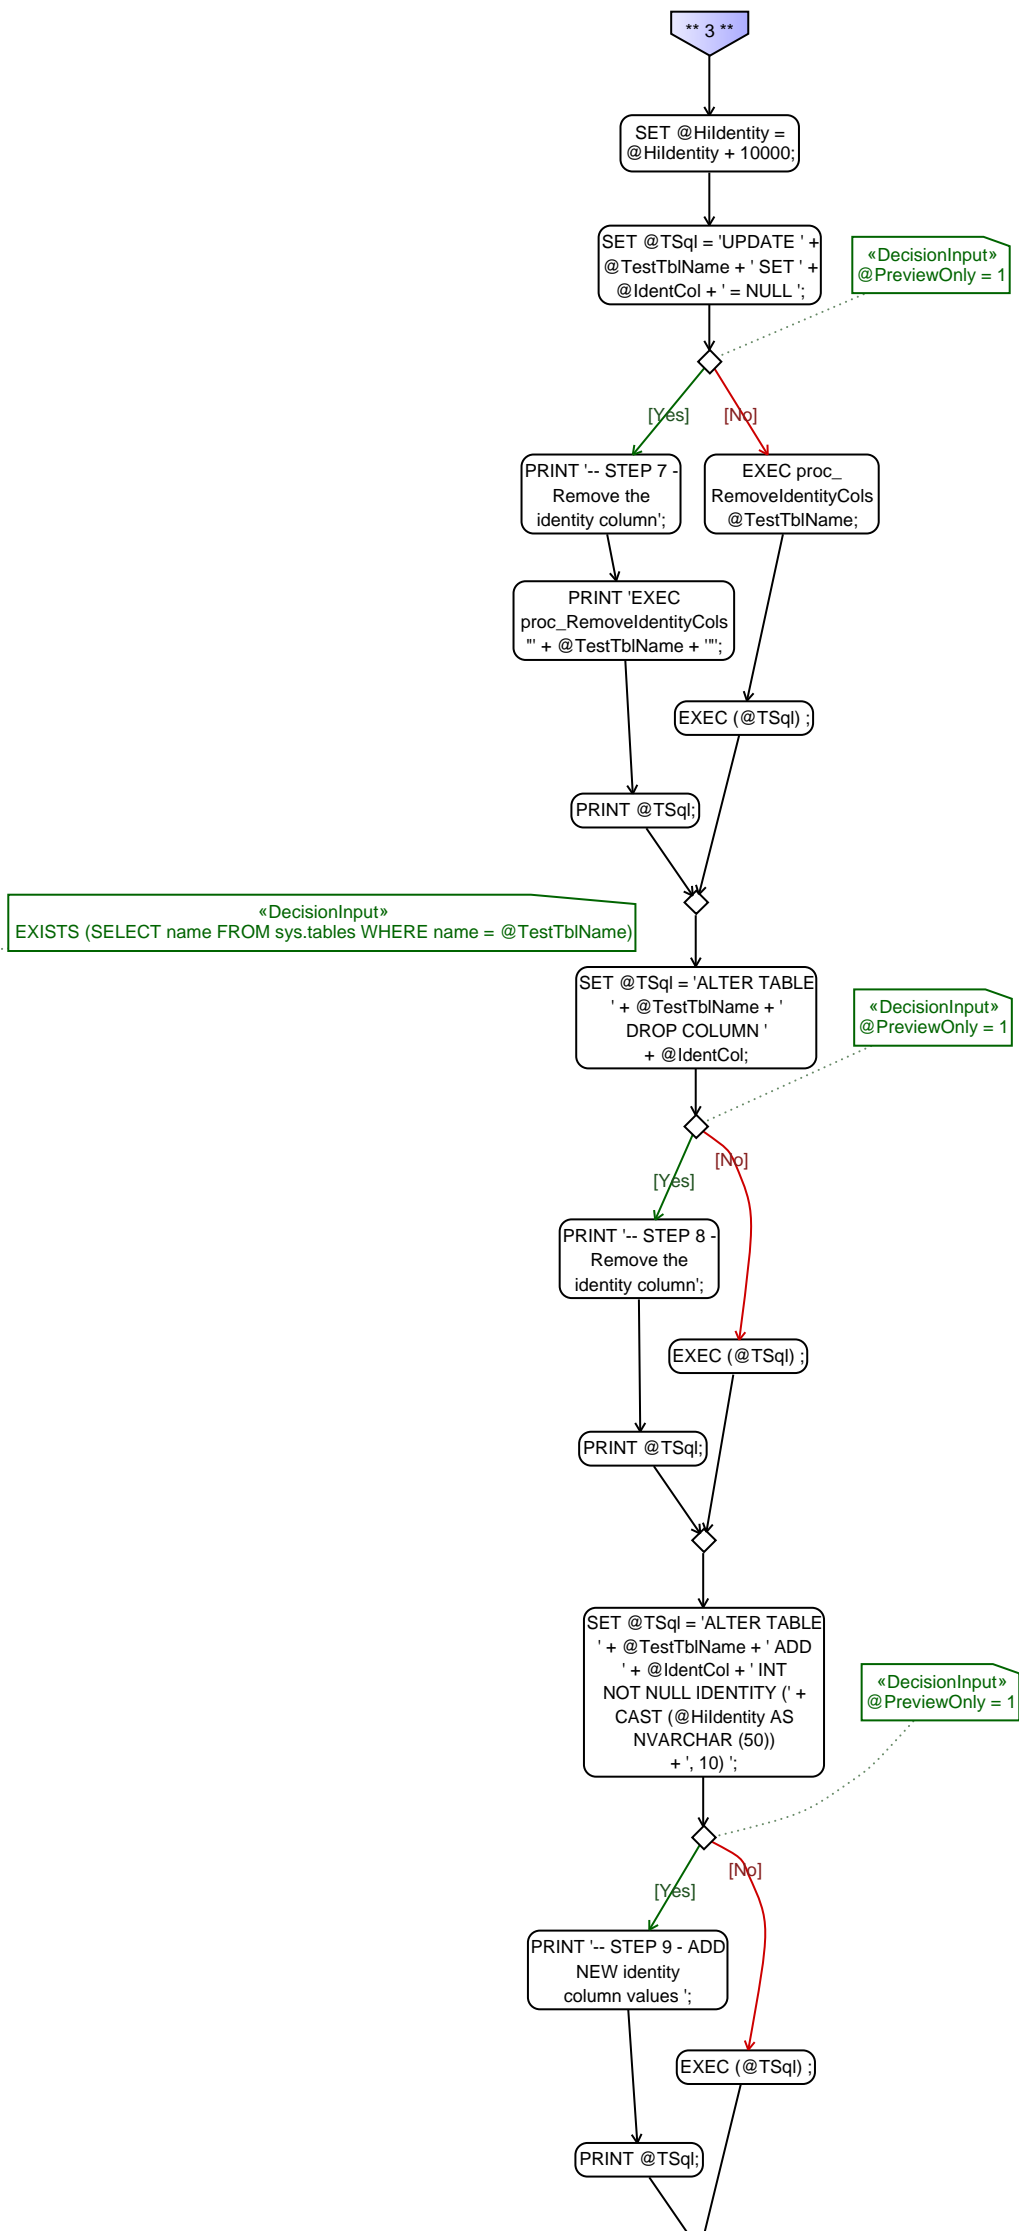 ** 3 **
SET @HiIdentity =
@HiIdentity + 10000;
SET @TSql = 'UPDATE ' +
@TestTblName + ' SET ' +
@IdentCol + ' = NULL ';
«DecisionInput»
@PreviewOnly = 1
[Yes]
[No]
PRINT '-- STEP 7 -
Remove the
identity column';
EXEC proc_
RemoveIdentityCols
@TestTblName;
PRINT 'EXEC
proc_RemoveIdentityCols
''' + @TestTblName + '''';
EXEC (@TSql) ;
PRINT @TSql;
«DecisionInput»
EXISTS (SELECT name FROM sys.tables WHERE name = @TestTblName)
SET @TSql = 'ALTER TABLE
' + @TestTblName + '
DROP COLUMN '
+ @IdentCol;
«DecisionInput»
@PreviewOnly = 1
[No]
[Yes]
PRINT '-- STEP 8 -
Remove the
identity column';
EXEC (@TSql) ;
PRINT @TSql;
SET @TSql = 'ALTER TABLE
' + @TestTblName + ' ADD
' + @IdentCol + ' INT
NOT NULL IDENTITY (' +
CAST (@HiIdentity AS
NVARCHAR (50))
+ ', 10) ';
«DecisionInput»
@PreviewOnly = 1
[No]
[Yes]
PRINT '-- STEP 9 - ADD
NEW identity
column values ';
EXEC (@TSql) ;
PRINT @TSql;